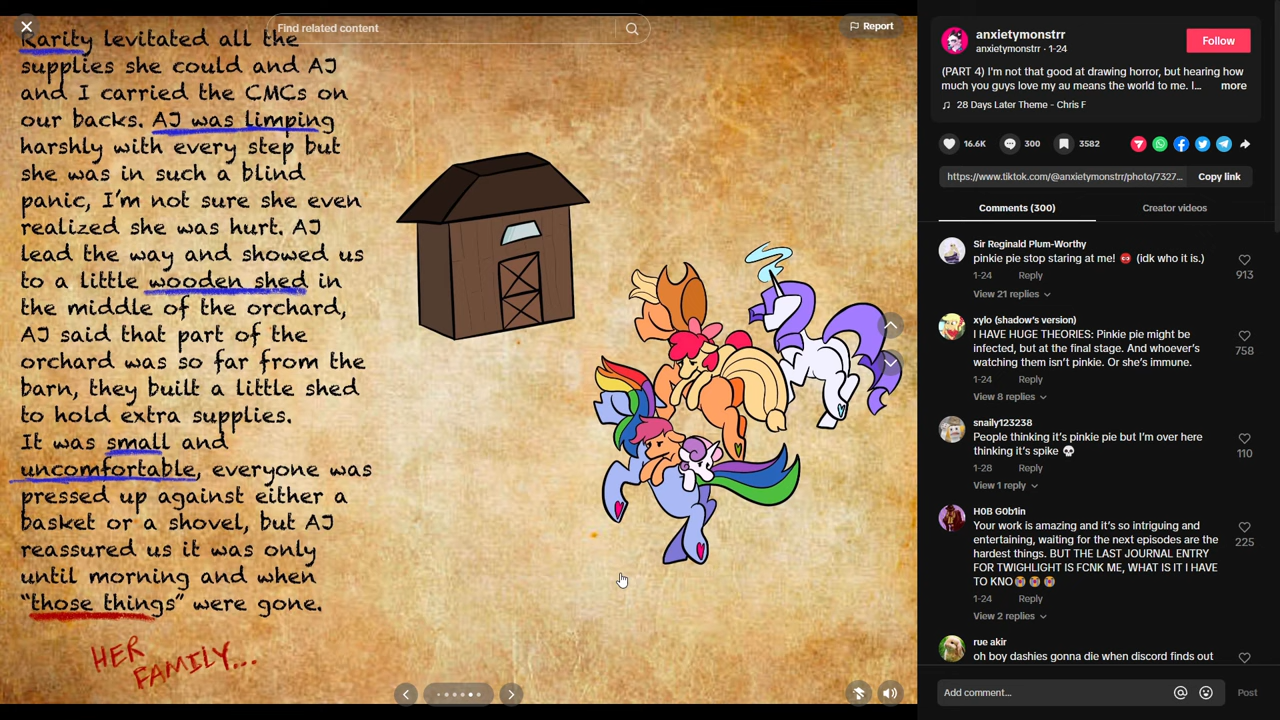 Find related content
Report
Rarity levitated all the
supplies she could and AJ
and I carried the CMCs on
our backs. AJ was limping
harshly with every step but
she was in such a blind
panic, I'm not sure she even
realized she was hurt. AJ
lead the way and showed us
to a little wooden shed in
the middle of the orchard,
AJ said that part of the
orchard was so far from the
barn, they built a little shed
to hold extra supplies.
It was small and
uncomfortable, everyone was
pressed up against either a
basket or a shovel, but AJ
reassured us it was only
until morning and when
"those things" were gone.
HER
FAMILY...
anxietymonstrr
anxietymonstrr · 1-24
Follow
(PART 4) I'm not that good at drawing horror, but hearing how
much you guys love my au means the world to me. I... more
28 Days Later Theme - Chris F
16.6K
300
3582
https://www.tiktok.com/@anxietymonstrr/photo/7327...
Copy link
Comments (300)
Creator videos
Sir Reginald Plum-Worthy
pinkie pie stop staring at me! (idk who it is.)
1-24 Reply
913
View 21 replies
xylo (shadow's version)
I HAVE HUGE THEORIES: Pinkie pie might be
infected, but at the final stage. And whoever's
watching them isn't pinkie. Or she's immune.
758
1-24 Reply
View 8 replies
snaily123238
People thinking it's pinkie pie but I'm over here
thinking it's spike 💀
110
1-28 Reply
View 1 reply
H0B G0b1in
Your work is amazing and it's so intriguing and
entertaining, waiting for the next episodes are the
hardest things. BUT THE LAST JOURNAL ENTRY
FOR TWIGHLIGHT IS FCNK ME, WHAT IS IT I HAVE
TO KNO
225
1-24 Reply
View 2 replies
rue akir
oh boy dashies gonna die when discord finds out
Add comment...
Post